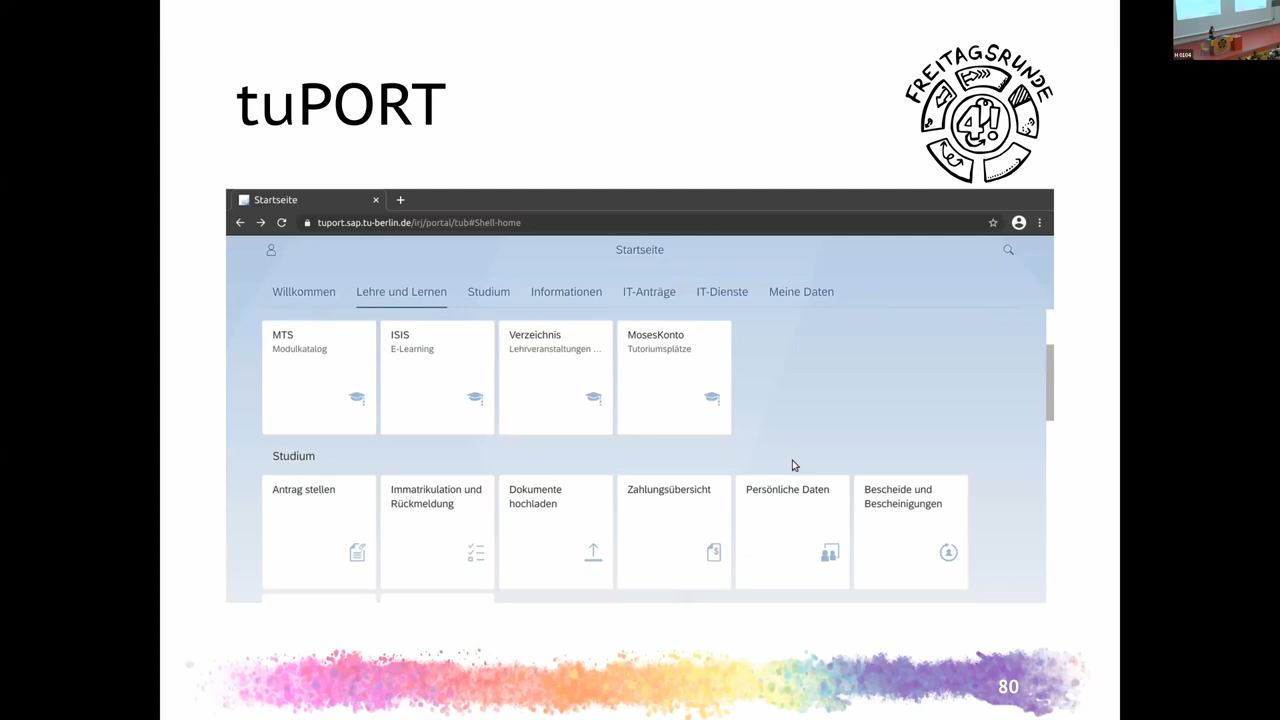 tuPORT
FREITAGSRUNDE
4!
H 0104
Startseite
tuport.sap.tu-berlin.de/irj/portal/tub#Shell-home
Startseite
Willkommen Lehre und Lernen Studium Informationen IT-Anträge IT-Dienste Meine Daten
MTS
Modulkatalog
ISIS
E-Learning
Verzeichnis
Lehrveranstaltungen ...
MosesKonto
Tutoriumsplätze
Studium
Antrag stellen
Immatrikulation und
Rückmeldung
Dokumente
hochladen
Zahlungsübersicht
Persönliche Daten
Bescheide und
Bescheinigungen
80